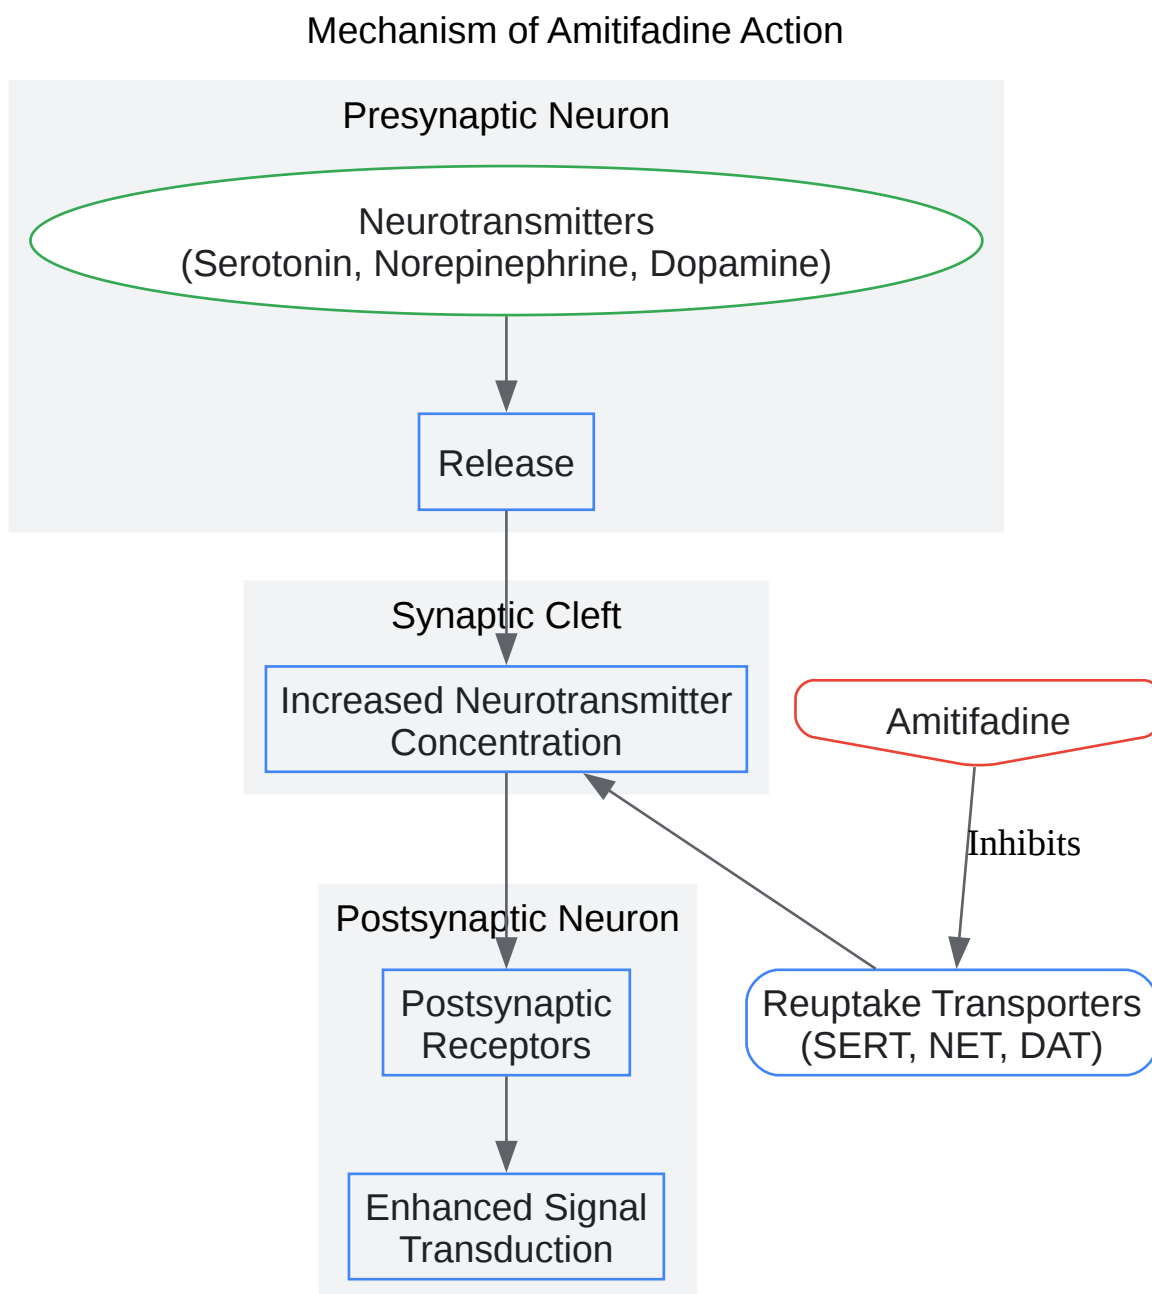 Mechanism of Amitifadine Action
Presynaptic Neuron
Neurotransmitters
(Serotonin, Norepinephrine, Dopamine)
Release
Synaptic Cleft
Increased Neurotransmitter
Concentration
Amitifadine
Inhibits
Postsynaptic Neuron
Postsynaptic
Receptors
Reuptake Transporters
(SERT, NET, DAT)
Enhanced Signal
Transduction